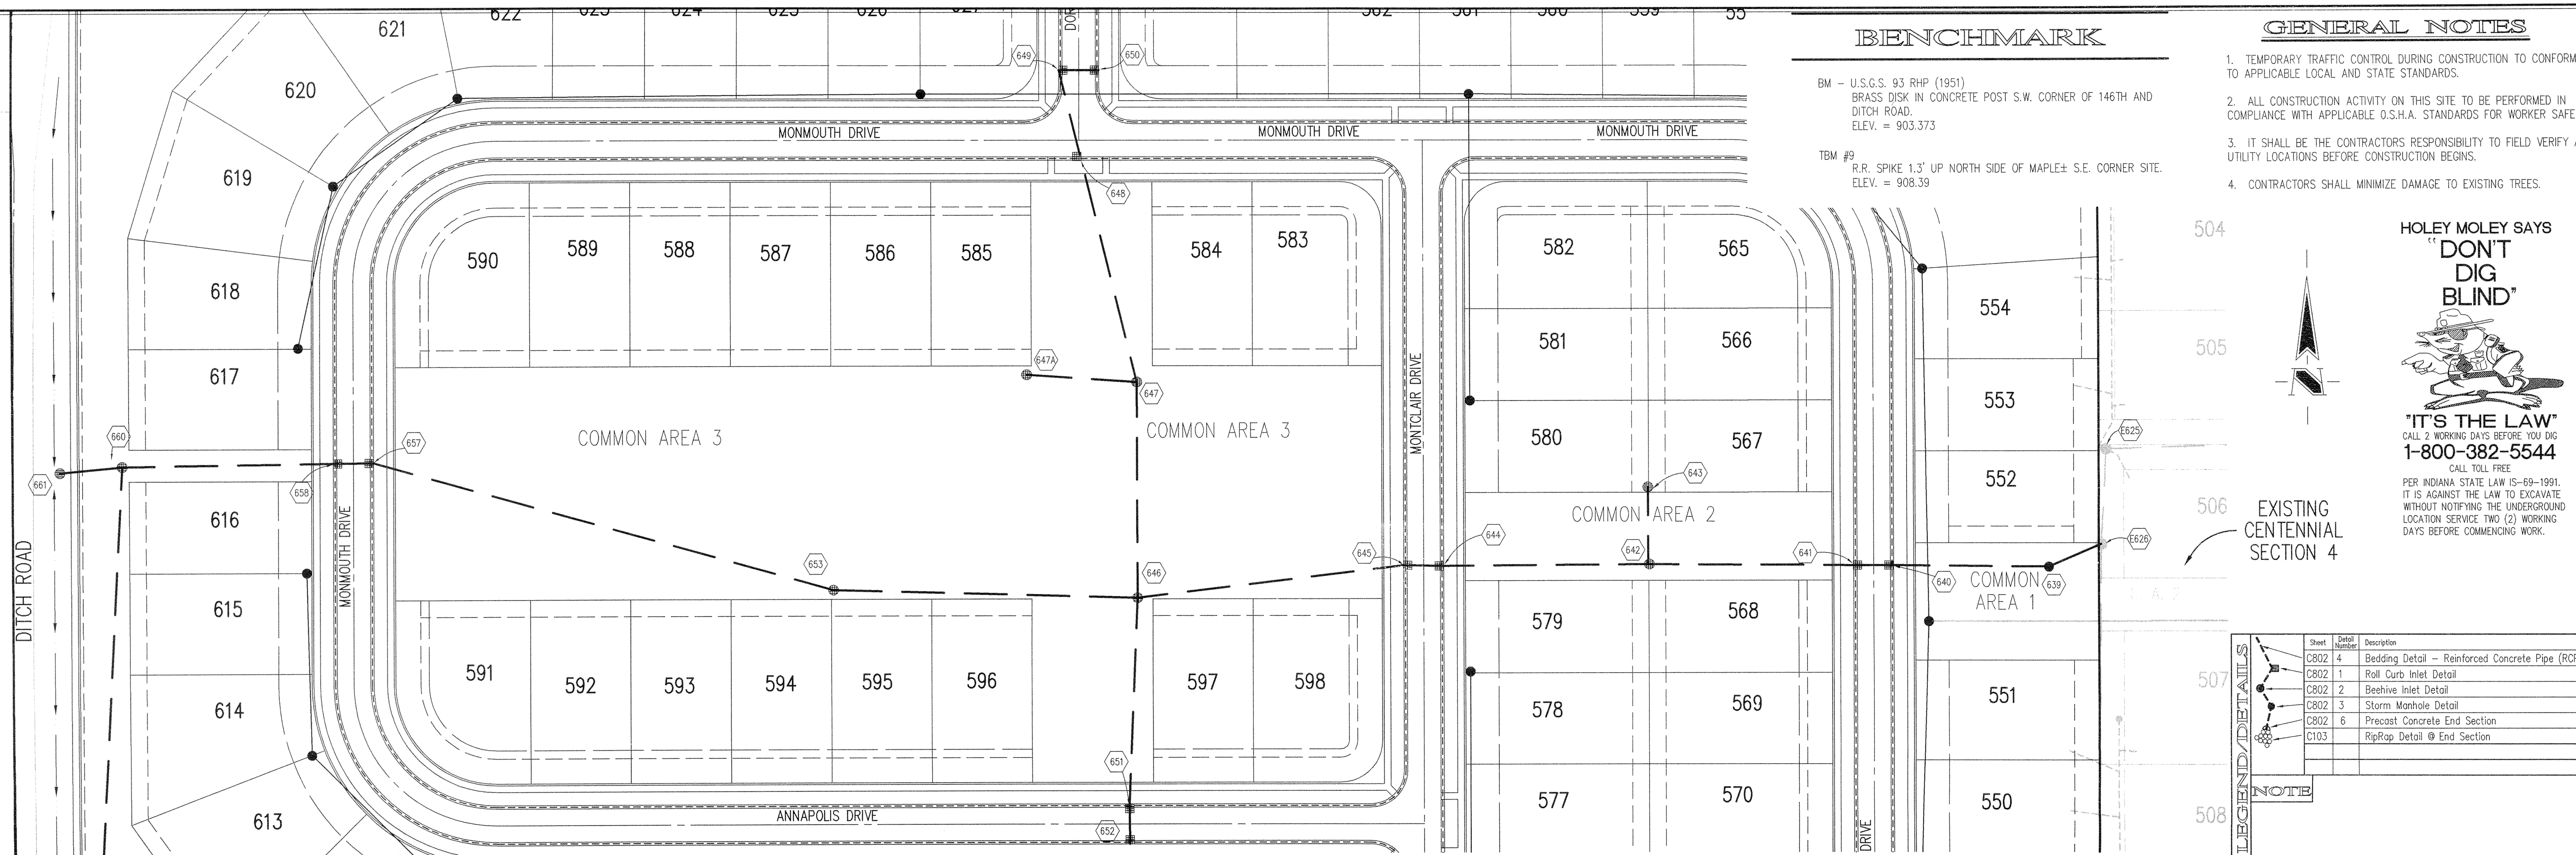 621
620
619
618
617
616
615
614
613
590
589
588
587
586
585
584
583
591
592
593
594
595
596
597
598
582
565
581
566
580
567
579
568
578
569
577
570
554
553
552
551
550
504
505
506
507
508
MONMOUTH DRIVE
MONMOUTH DRIVE
MONMOUTH DRIVE
MONMOUTH DRIVE
MONTCLAIR DRIVE
ANNAPOLIS DRIVE
DITCH ROAD
DRIVE
COMMON AREA 3
COMMON AREA 3
COMMON AREA 2
COMMON
AREA 1
649
650
648
647A
647
660
657
661
658
653
646
645
644
643
642
641
640
639
E625
E626
651
652
EXISTING
CENTENNIAL
SECTION 4
BENCHMARK
BM – U.S.G.S. 93 RHP (1951)
BRASS DISK IN CONCRETE POST S.W. CORNER OF 146TH AND
DITCH ROAD.
ELEV. = 903.373
TBM #9
R.R. SPIKE 1.3' UP NORTH SIDE OF MAPLE± S.E. CORNER SITE.
ELEV. = 908.39
GENERAL NOTES
1. TEMPORARY TRAFFIC CONTROL DURING CONSTRUCTION TO CONFORM
TO APPLICABLE LOCAL AND STATE STANDARDS.
2. ALL CONSTRUCTION ACTIVITY ON THIS SITE TO BE PERFORMED IN
COMPLIANCE WITH APPLICABLE O.S.H.A. STANDARDS FOR WORKER SAFE
3. IT SHALL BE THE CONTRACTORS RESPONSIBILITY TO FIELD VERIFY
UTILITY LOCATIONS BEFORE CONSTRUCTION BEGINS.
4. CONTRACTORS SHALL MINIMIZE DAMAGE TO EXISTING TREES.
N
HOLEY MOLEY SAYS
"DON'T
DIG
BLIND"
"IT'S THE LAW"
CALL 2 WORKING DAYS BEFORE YOU DIG
1-800-382-5544
CALL TOLL FREE
PER INDIANA STATE LAW IS-69-1991.
IT IS AGAINST THE LAW TO EXCAVATE
WITHOUT NOTIFYING THE UNDERGROUND
LOCATION SERVICE TWO (2) WORKING
DAYS BEFORE COMMENCING WORK.
LEGEND/DETAILS
Sheet Detail Number Description
C802 4 Bedding Detail – Reinforced Concrete Pipe (RCP
C802 1 Roll Curb Inlet Detail
C802 2 Beehive Inlet Detail
C802 3 Storm Manhole Detail
C802 6 Precast Concrete End Section
C103 RipRap Detail @ End Section
NOTE